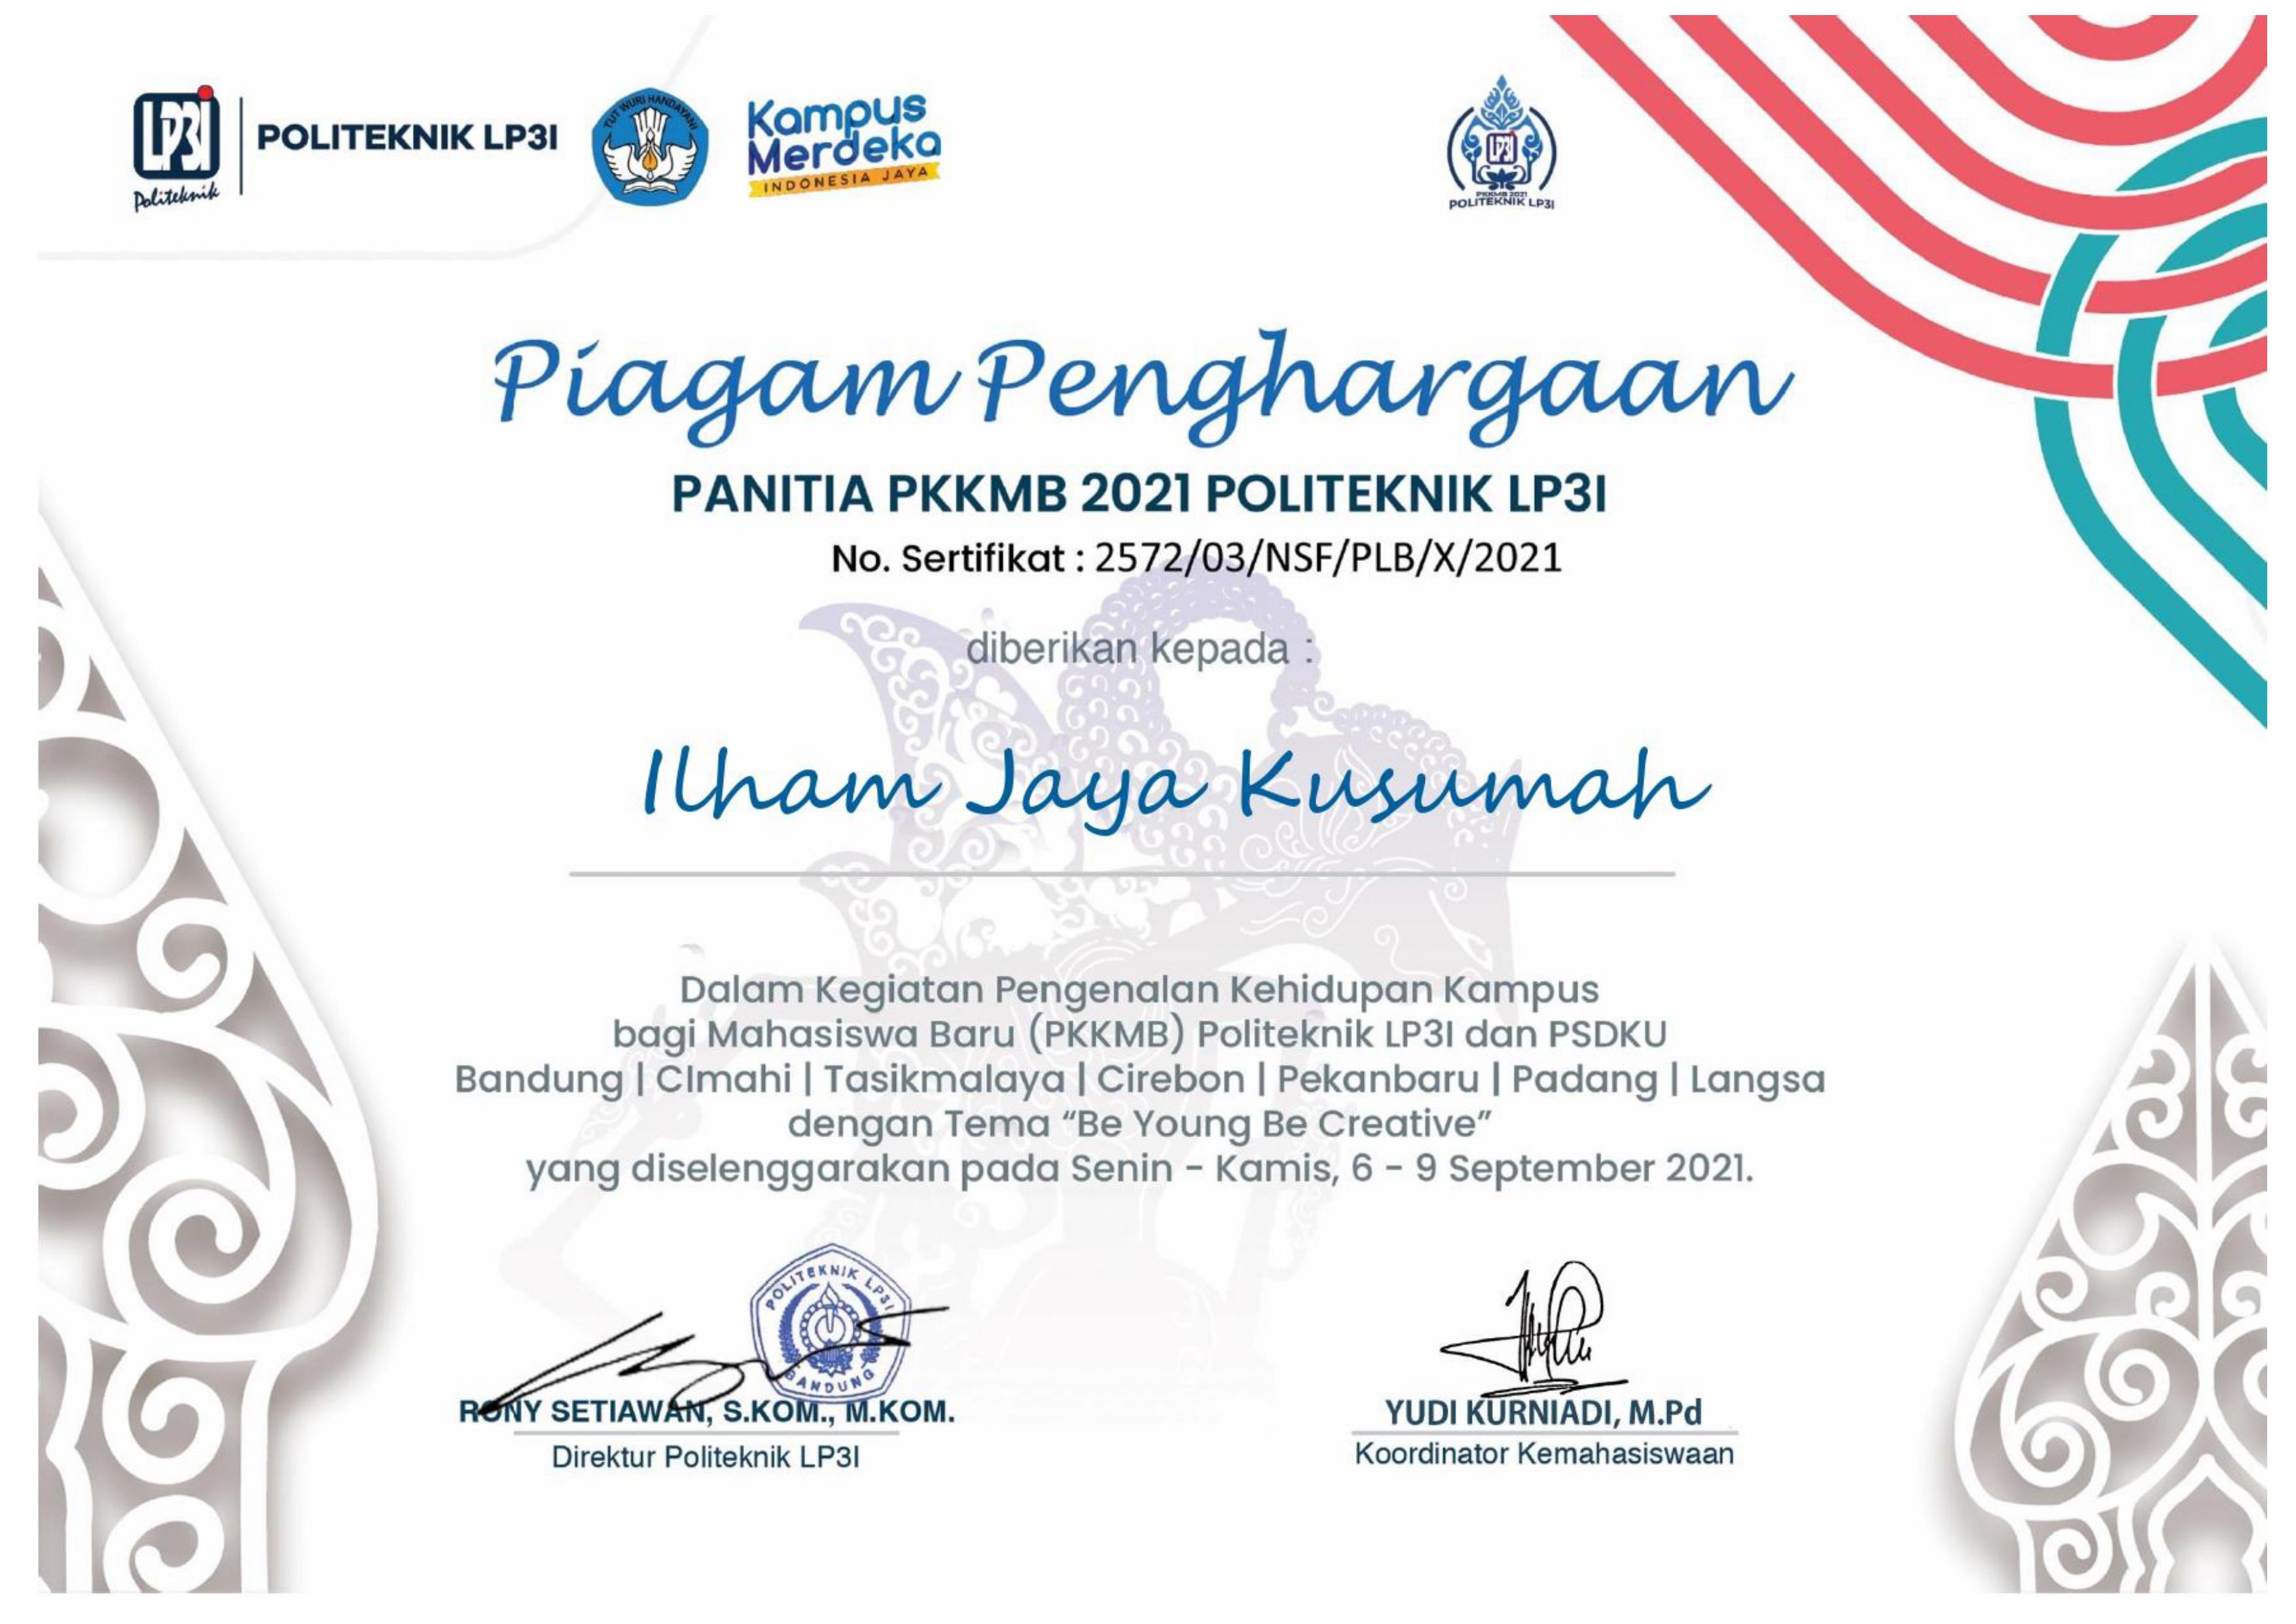 LP3I
Politeknik
POLITEKNIK LP3I
TUT WURI HANDAYANI
Kampus
Merdeka
INDONESIA JAYA
LP3I
PKKMB 2021
POLITEKNIK LP3I
Piagam Penghargaan
PANITIA PKKMB 2021 POLITEKNIK LP3I
No. Sertifikat : 2572/03/NSF/PLB/X/2021
diberikan kepada :
Ilham Jaya Kusumah
Dalam Kegiatan Pengenalan Kehidupan Kampus
bagi Mahasiswa Baru (PKKMB) Politeknik LP3I dan PSDKU
Bandung | CImahi | Tasikmalaya | Cirebon | Pekanbaru | Padang | Langsa
dengan Tema “Be Young Be Creative”
yang diselenggarakan pada Senin - Kamis, 6 - 9 September 2021.
POLITEKNIK LP3I
BANDUNG
RONY SETIAWAN, S.KOM., M.KOM.
Direktur Politeknik LP3I
YUDI KURNIADI, M.Pd
Koordinator Kemahasiswaan